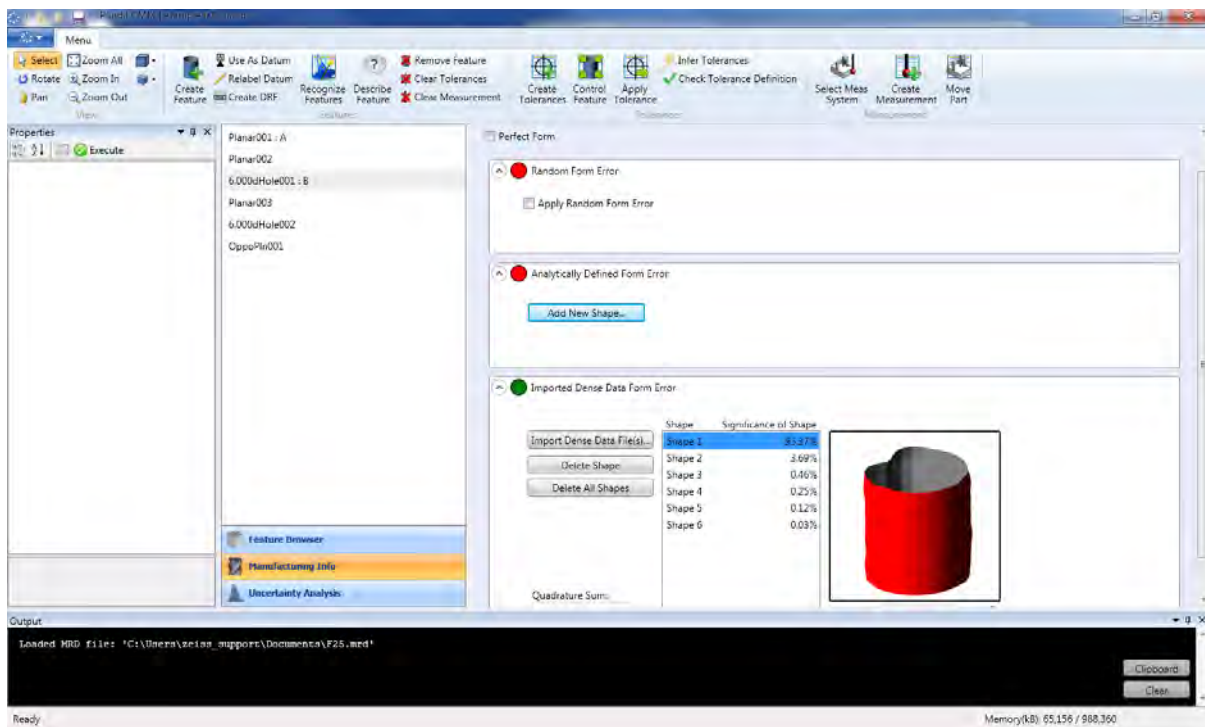 Menu
Select Zoom All
Rotate Zoom In
Pan Zoom Out
View
Create Feature
Use As Datum
Relabel Datum
Create DRF
Recognize Features
Describe Feature
Remove Feature
Clear Tolerances
Clear Measurement
Features
Create Tolerances
Control Feature
Apply Tolerance
Infer Tolerances
Check Tolerance Definition
Tolerances
Select Meas System
Create Measurement
Move Part
Measurement
Properties
Execute
Planar001 : A
Planar002
6.000dHole001 : B
Planar003
6.000dHole002
OppoPln001
Feature Browser
Manufacturing Info
Uncertainty Analysis
Perfect Form
Random Form Error
Apply Random Form Error
Analytically Defined Form Error
Add New Shape...
Imported Dense Data Form Error
Import Dense Data File(s)...
Delete Shape
Delete All Shapes
Shape Significance of Shape
Shape 1
Shape 2 3.69%
Shape 3 0.46%
Shape 4 0.25%
Shape 5 0.12%
Shape 6 0.03%
Quadrature Sum:
Output
Loaded MRD file: 'C:\Users\zeiss_support\Documents\F25.mrd'
Clipboard
Clear
Ready
Memory(kB): 65,156 / 988,360